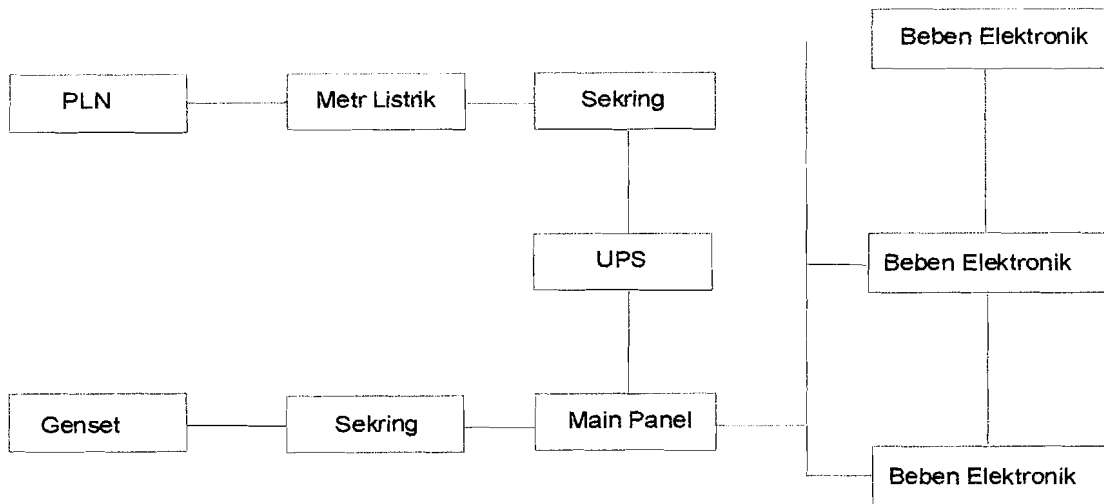 Beben Elektronik
PLN
Metr Listrik
Sekring
UPS
Beben Elektronik
Genset
Sekring
Main Panel
Beben Elektronik